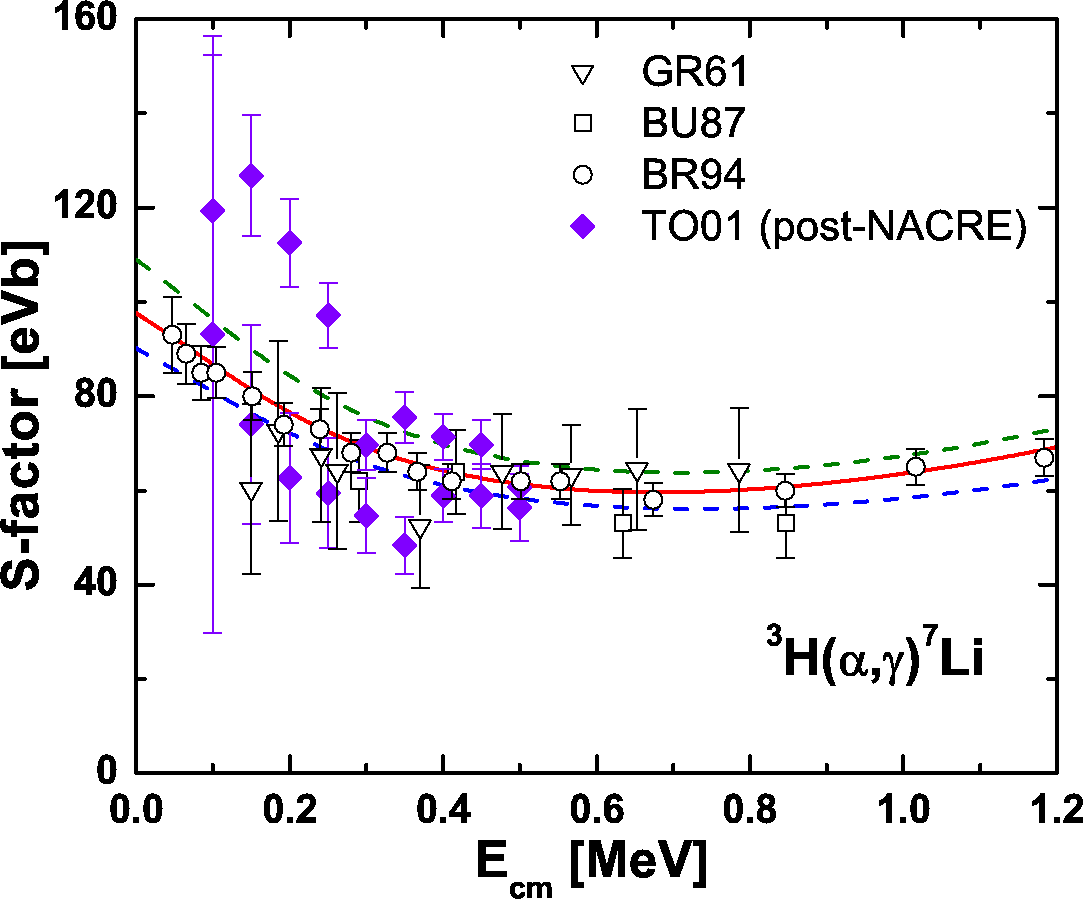 160
120
80
40
0
S-factor [eVb]
GR61
BU87
BR94
TO01 (post-NACRE)
³H(α,γ)⁷Li
0.0 0.2 0.4 0.6 0.8 1.0 1.2
E_cm [MeV]